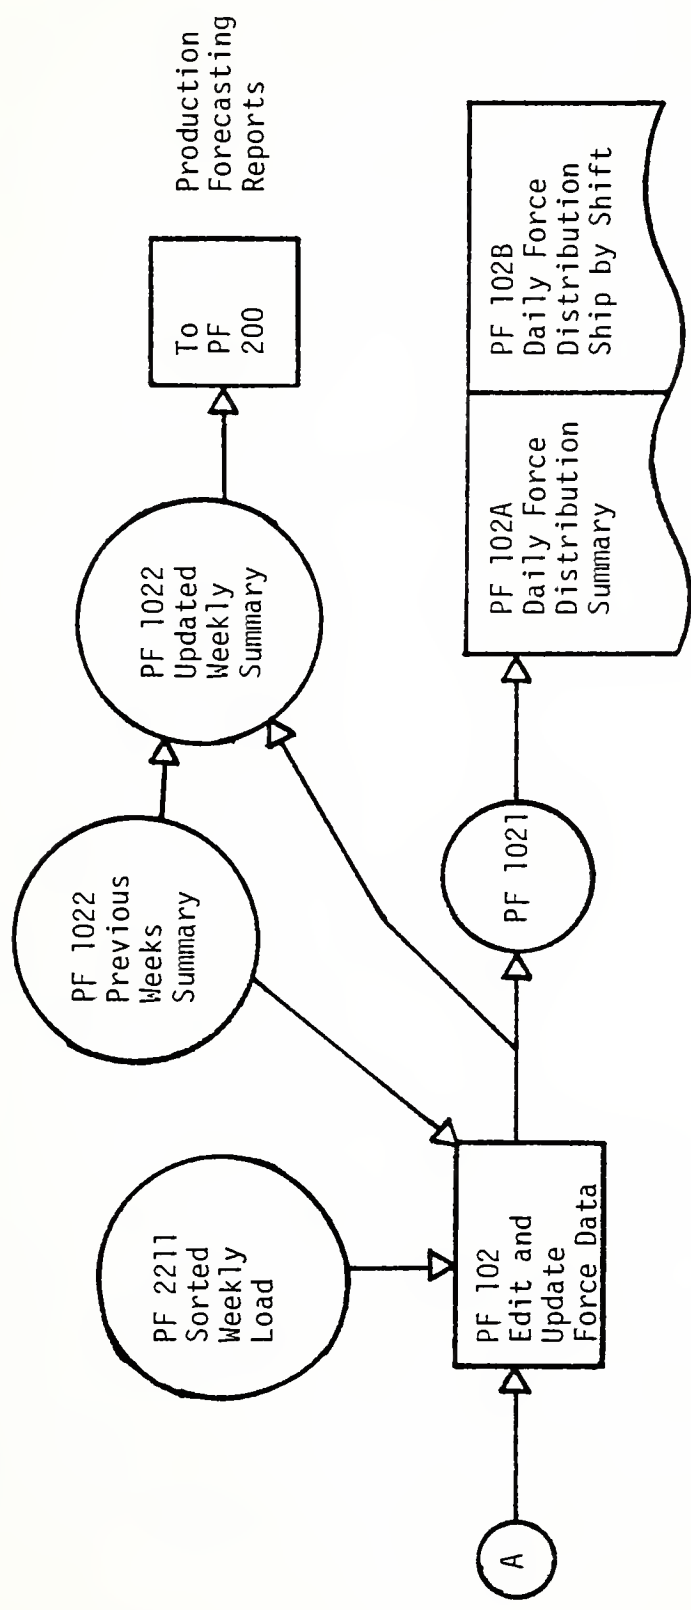 Production
Forecasting
Reports
To
PF
200
PF 1022
Updated
Weekly
Summary
PF 1022
Previous
Weeks
Summary
PF 2211
Sorted
Weekly
Load
PF 102B
Daily Force
Distribution
Ship by Shift
PF 102A
Daily Force
Distribution
Summary
PF 1021
PF 102
Edit and
Update
Force Data
A